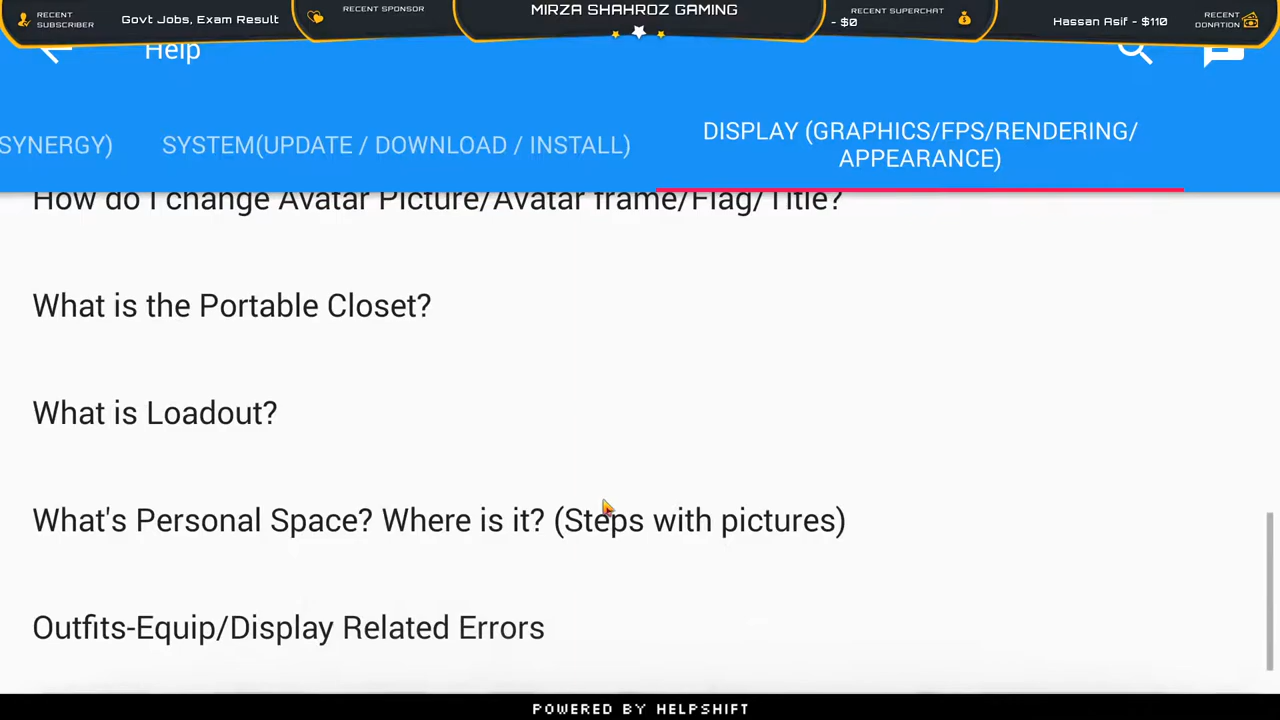 RECENT
SUBSCRIBER
Govt Jobs, Exam Result
RECENT SPONSOR
MIRZA SHAHROZ GAMING
- $0
RECENT SUPERCHAT
Hassan Asif - $110
RECENT
DONATION
Help
SYNERGY)
SYSTEM(UPDATE / DOWNLOAD / INSTALL)
DISPLAY (GRAPHICS/FPS/RENDERING/
APPEARANCE)
How do I change Avatar Picture/Avatar frame/Flag/Title?
What is the Portable Closet?
What is Loadout?
What's Personal Space? Where is it? (Steps with pictures)
Outfits-Equip/Display Related Errors
POWERED BY HELPSHIFT